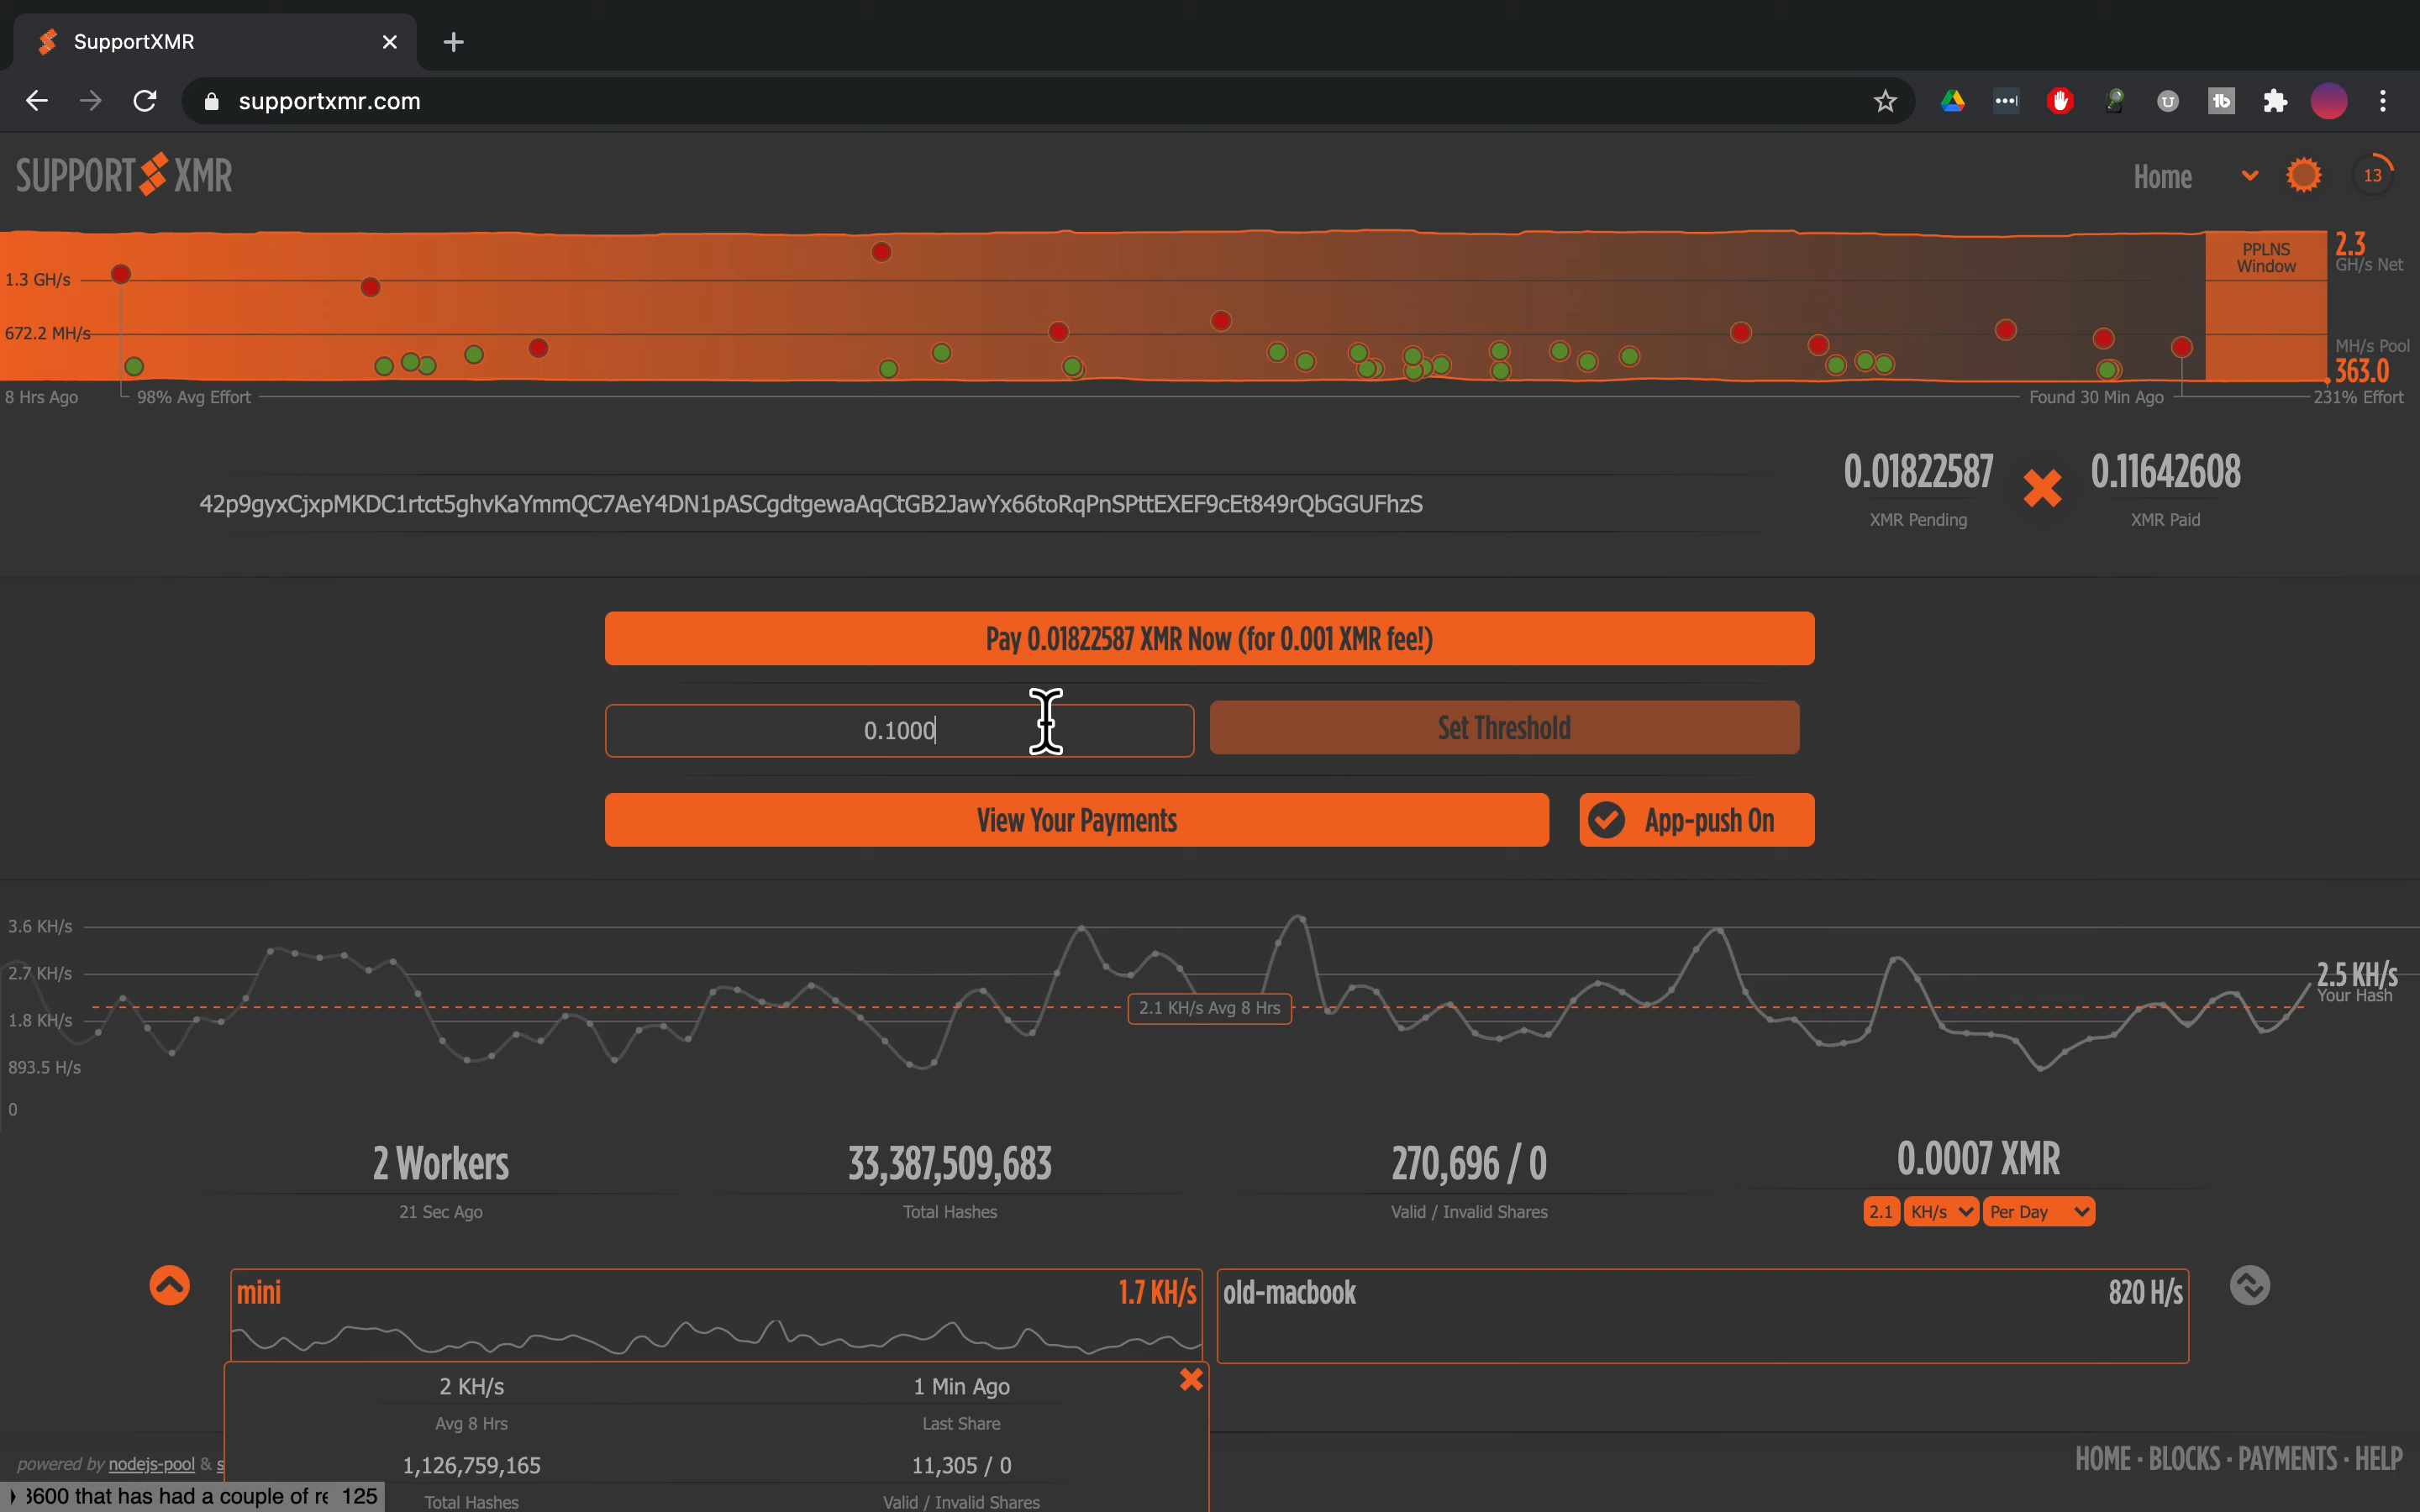 SupportXMR
supportxmr.com
SUPPORT XMR
Home
13
PPLNS
Window
2.3
GH/s Net
1.3 GH/s
672.2 MH/s
MH/s Pool
363.0
8 Hrs Ago
98% Avg Effort
Found 30 Min Ago
231% Effort
42p9gyxCjxpMKDC1rtct5ghvKaYmmQC7AeY4DN1pASCgdtgewaAqCtGB2JawYx66toRqPnSPttEXEF9cEt849rQbGGUFhzS
0.01822587
XMR Pending
0.11642608
XMR Paid
Pay 0.01822587 XMR Now (for 0.001 XMR fee!)
0.1000
Set Threshold
View Your Payments
App-push On
3.6 KH/s
2.7 KH/s
1.8 KH/s
893.5 H/s
0
2.1 KH/s Avg 8 Hrs
2.5 KH/s
Your Hash
2 Workers
21 Sec Ago
33,387,509,683
Total Hashes
270,696 / 0
Valid / Invalid Shares
0.0007 XMR
2.1 KH/s Per Day
mini
1.7 KH/s
old-macbook
820 H/s
2 KH/s
Avg 8 Hrs
1 Min Ago
Last Share
1,126,759,165
Total Hashes
11,305 / 0
Valid / Invalid Shares
powered by nodejs-pool & s
HOME · BLOCKS · PAYMENTS · HELP
3600 that has had a couple of re 125